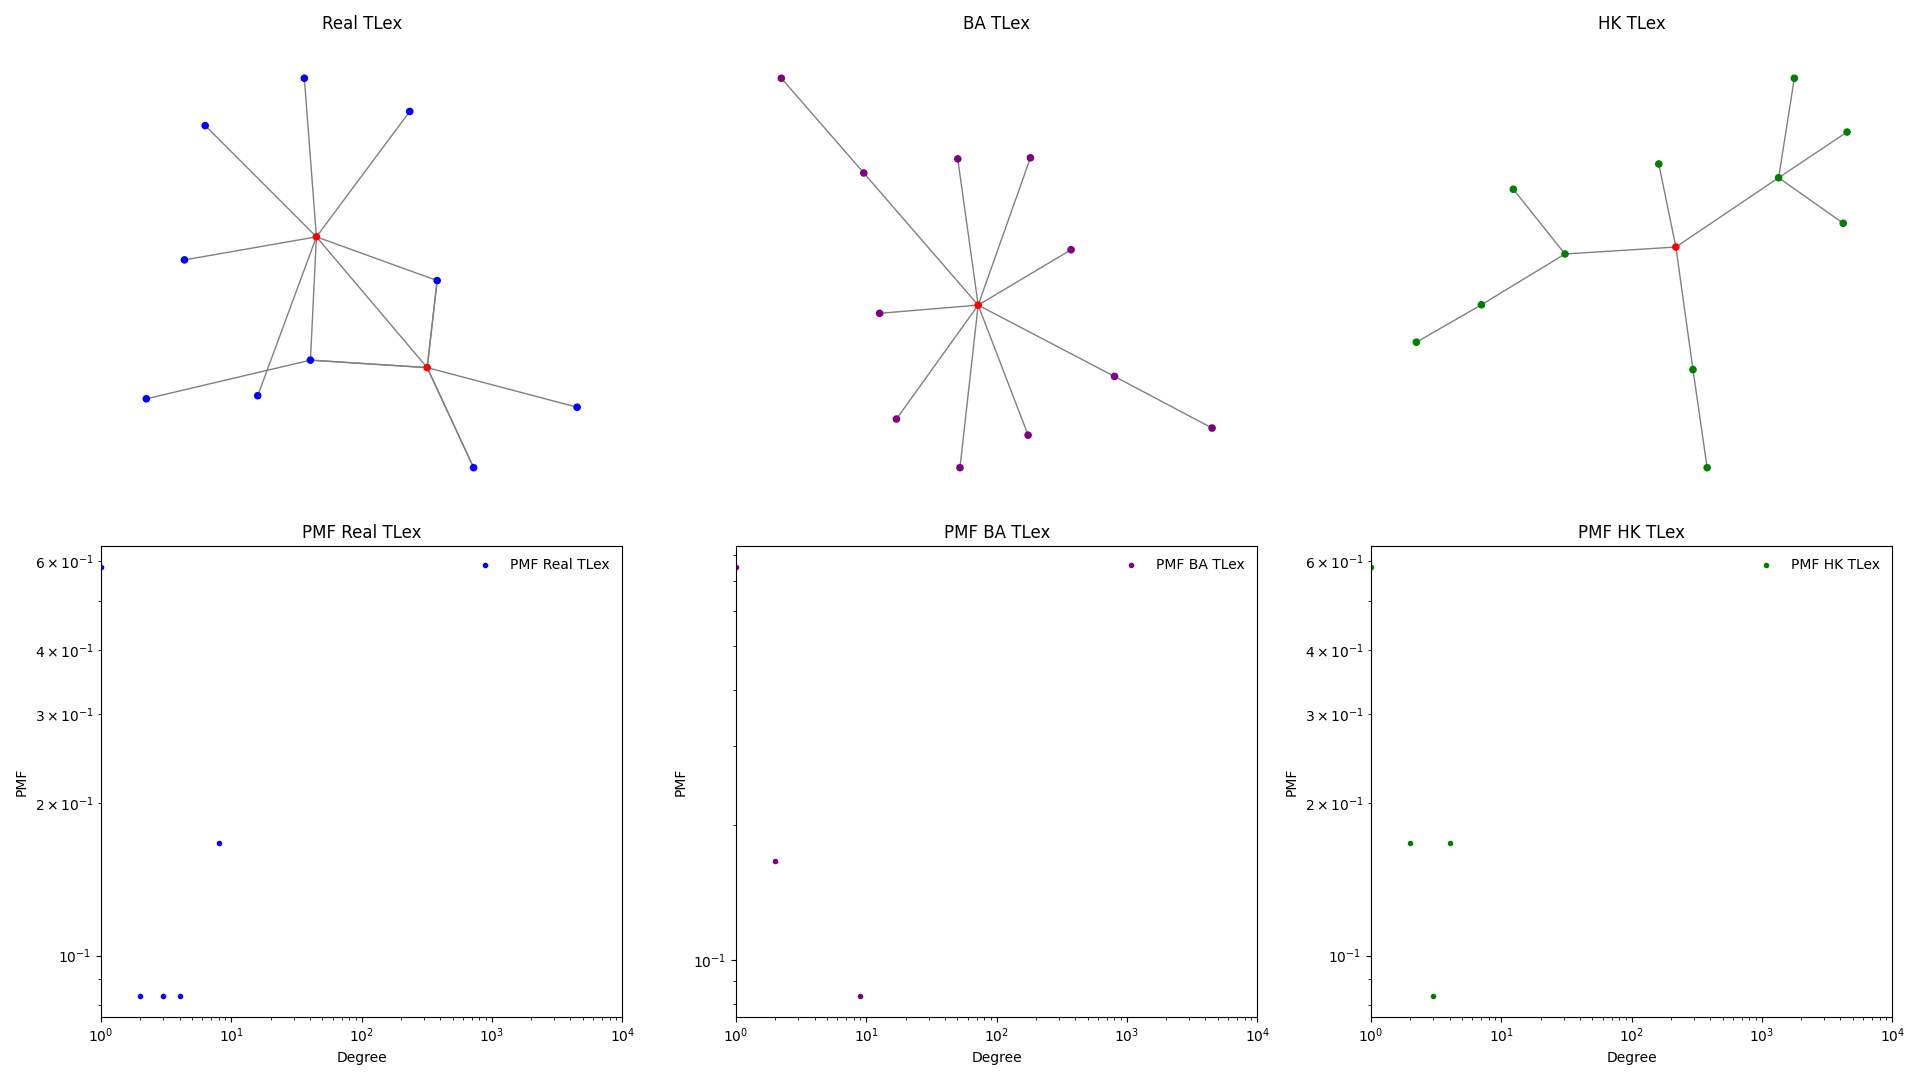 Real TLex
BA TLex
HK TLex
PMF Real TLex
PMF Real TLex
6 × 10⁻¹
4 × 10⁻¹
3 × 10⁻¹
2 × 10⁻¹
10⁻¹
PMF
10⁰ 10¹ 10² 10³ 10⁴
Degree
PMF BA TLex
PMF BA TLex
10⁻¹
PMF
10⁰ 10¹ 10² 10³ 10⁴
Degree
PMF HK TLex
PMF HK TLex
6 × 10⁻¹
4 × 10⁻¹
3 × 10⁻¹
2 × 10⁻¹
10⁻¹
PMF
10⁰ 10¹ 10² 10³ 10⁴
Degree